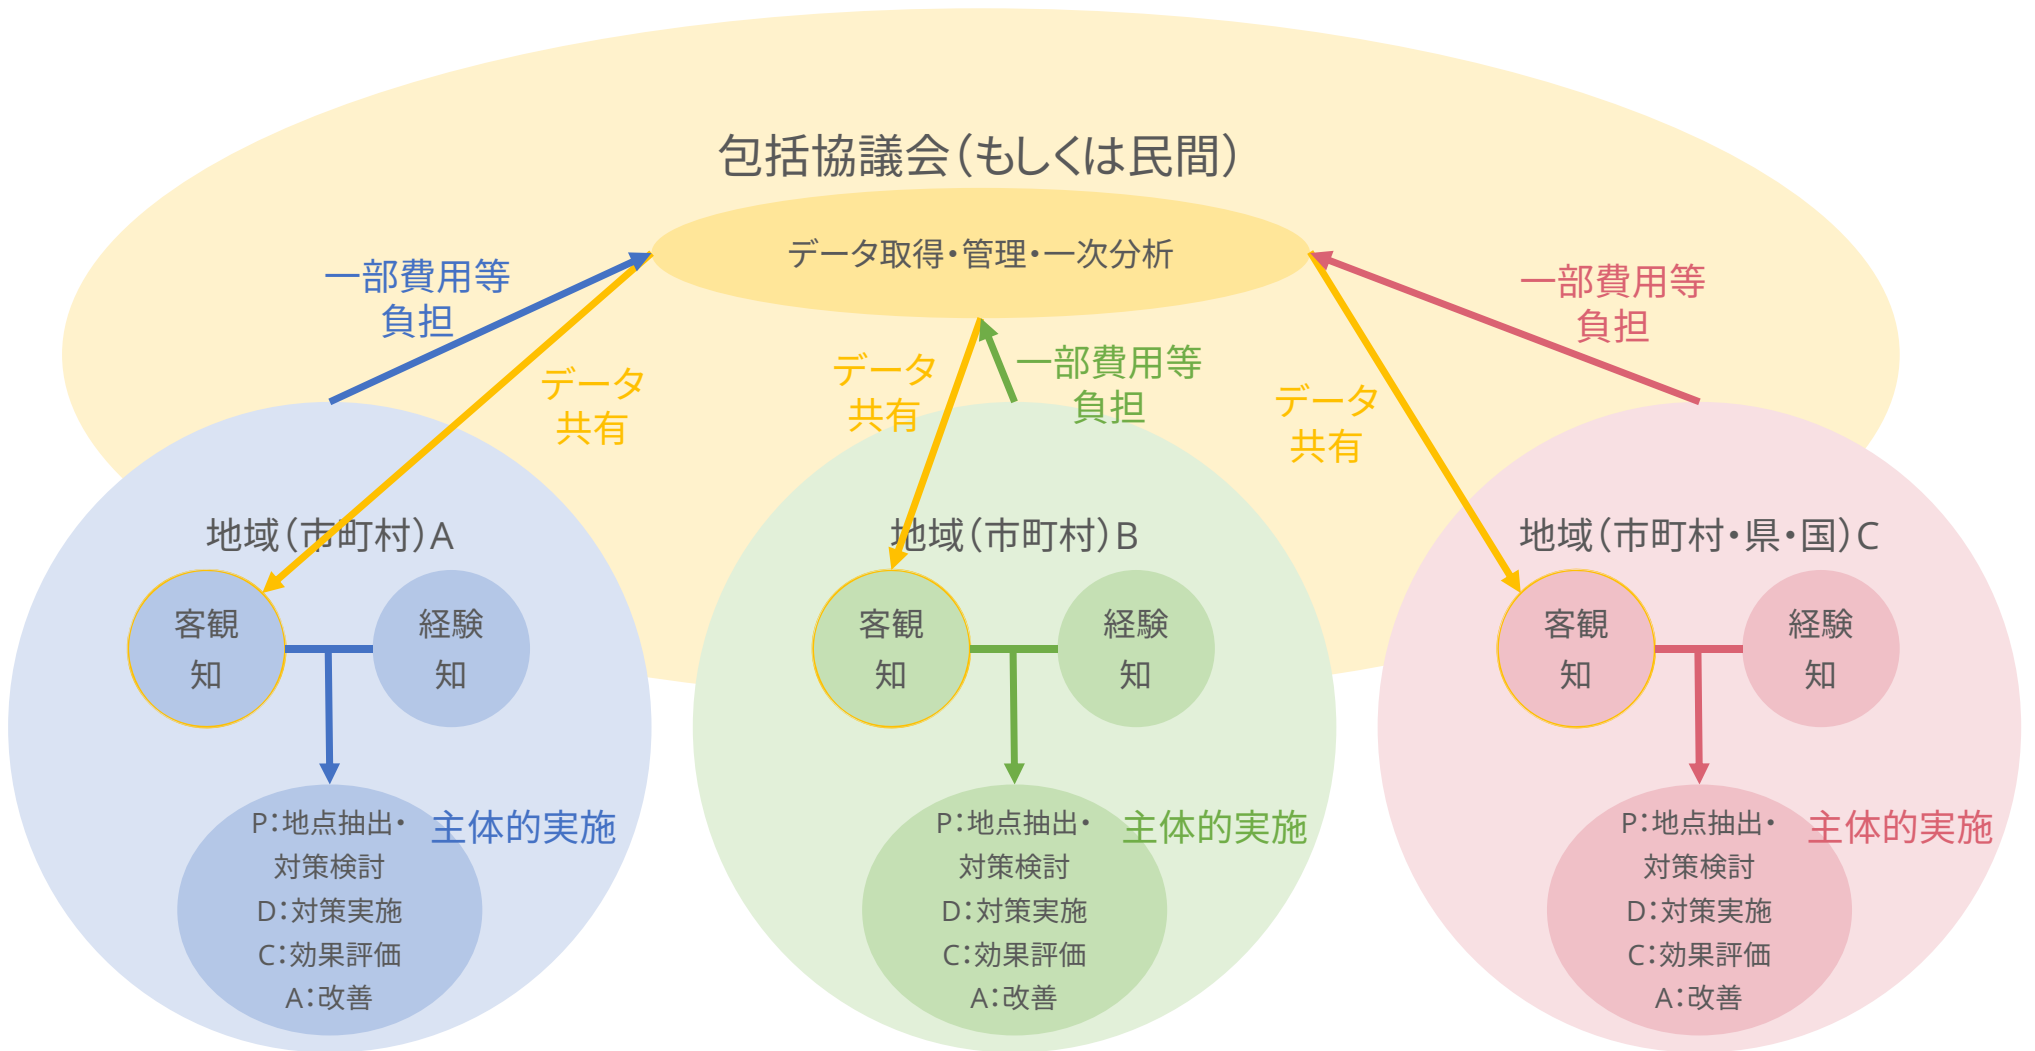 包括協議会（もしくは民間）
データ取得・管理・一次分析
一部費用等
負担
データ
共有
データ
共有
一部費用等
負担
データ
共有
一部費用等
負担
地域（市町村）A
客観
知
経験
知
P：地点抽出・
対策検討
D：対策実施
C：効果評価
A：改善
主体的実施
地域（市町村）B
客観
知
経験
知
P：地点抽出・
対策検討
D：対策実施
C：効果評価
A：改善
主体的実施
地域（市町村・県・国）C
客観
知
経験
知
P：地点抽出・
対策検討
D：対策実施
C：効果評価
A：改善
主体的実施